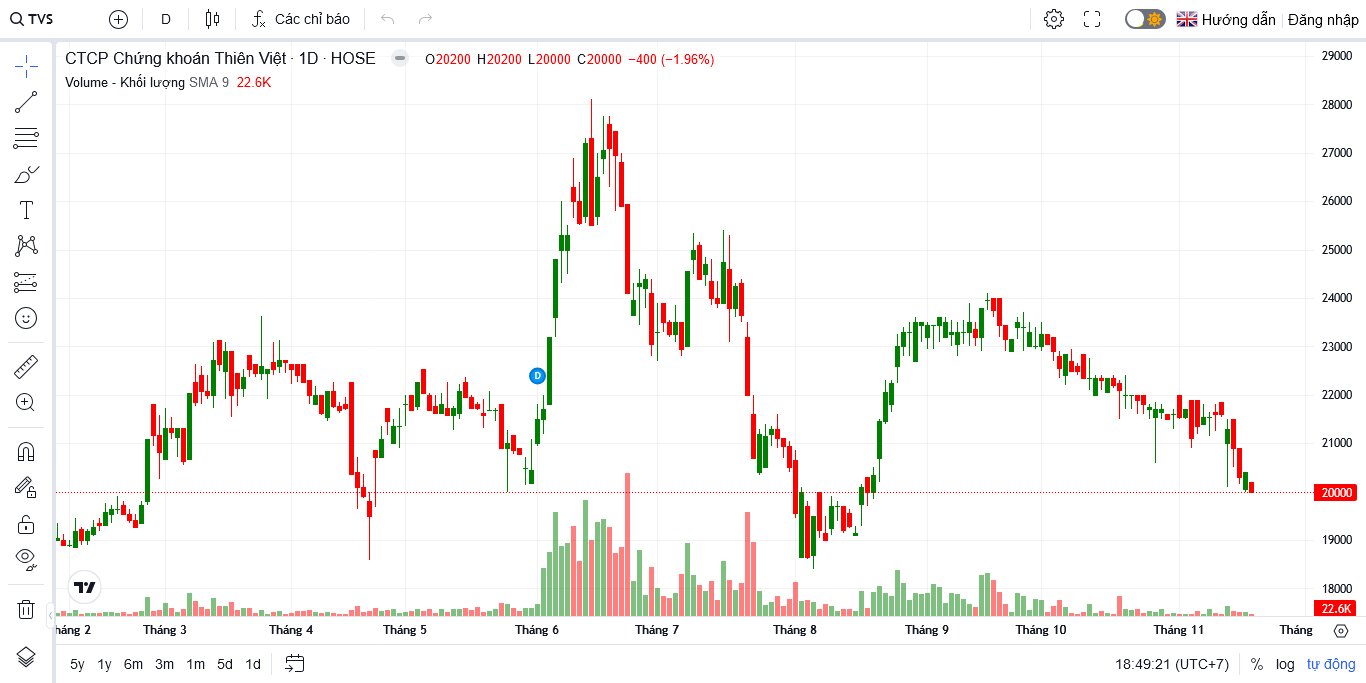 TVS D Các chỉ báo Hướng dẫn Đăng nhập
CTCP Chứng khoán Thiên Việt · 1D · HOSE O20200 H20200 L20000 C20000 −400 (−1.96%)
Volume - Khối lượng SMA 9 22.6K
29000
28000
27000
26000
25000
24000
23000
22000
21000
20000
19000
18000
22.6K
D
háng 2 Tháng 3 Tháng 4 Tháng 5 Tháng 6 Tháng 7 Tháng 8 Tháng 9 Tháng 10 Tháng 11 Tháng
5y 1y 6m 3m 1m 5d 1d 18:49:21 (UTC+7) % log tự động